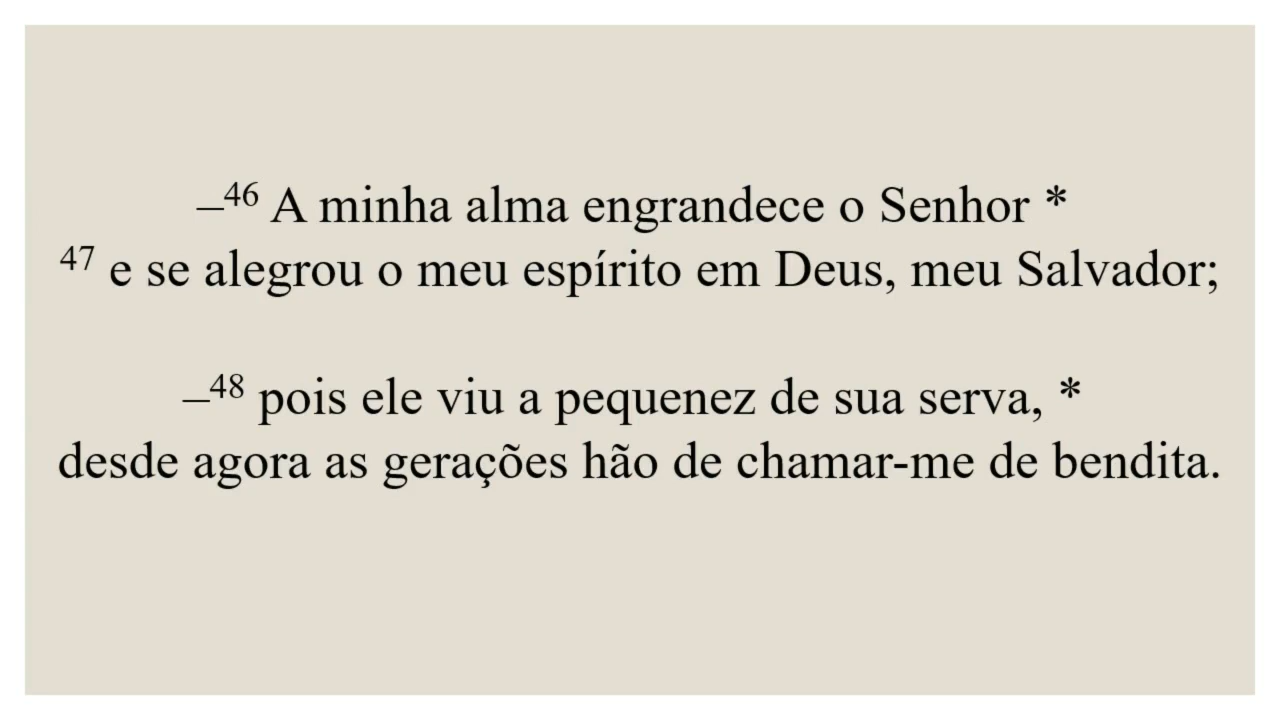 –⁴⁶ A minha alma engrandece o Senhor *
⁴⁷ e se alegrou o meu espírito em Deus, meu Salvador;
–⁴⁸ pois ele viu a pequenez de sua serva, *
desde agora as gerações hão de chamar-me de bendita.